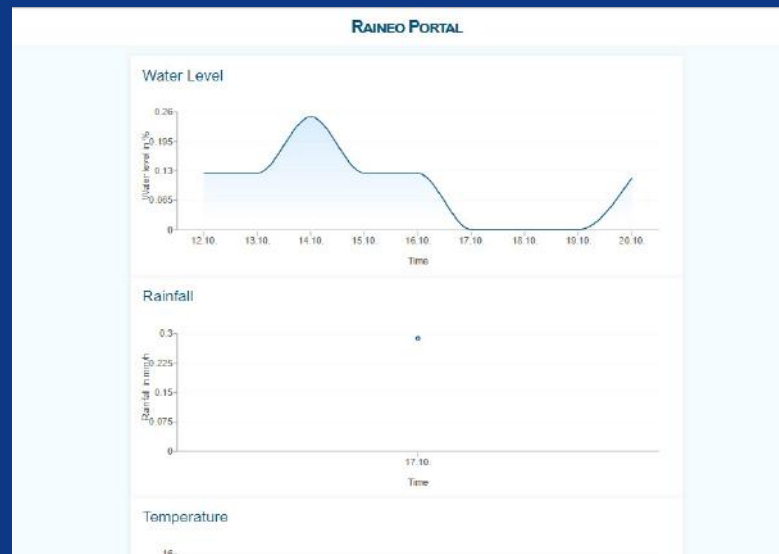 RAINEO PORTAL
Water Level
Water level in %
0.26
0.195
0.13
0.065
0
12.10. 13.10. 14.10. 15.10. 16.10. 17.10. 18.10. 19.10. 20.10.
Time
Rainfall
Rainfall in mm/h
0.3
0.225
0.15
0.075
0
17.10.
Time
Temperature
16